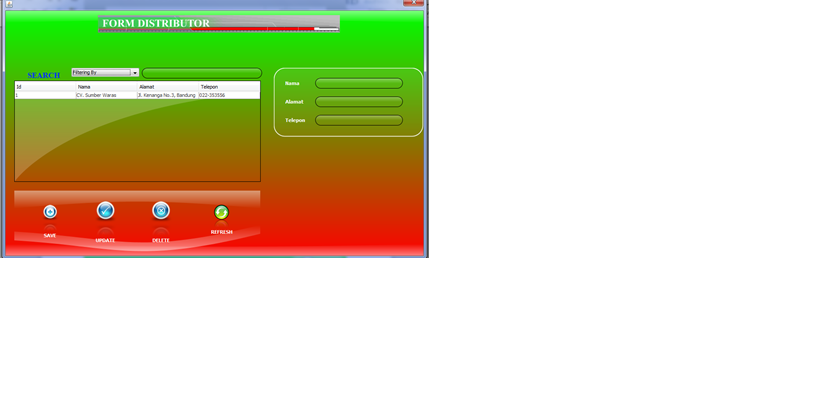 FORM DISTRIBUTOR
SEARCH Filtering By
Id Nama Alamat Telepon
1 CV. Sumber Waras Jl. Kenanga No.3, Bandung 022-353556
Nama
Alamat
Telepon
SAVE UPDATE DELETE REFRESH